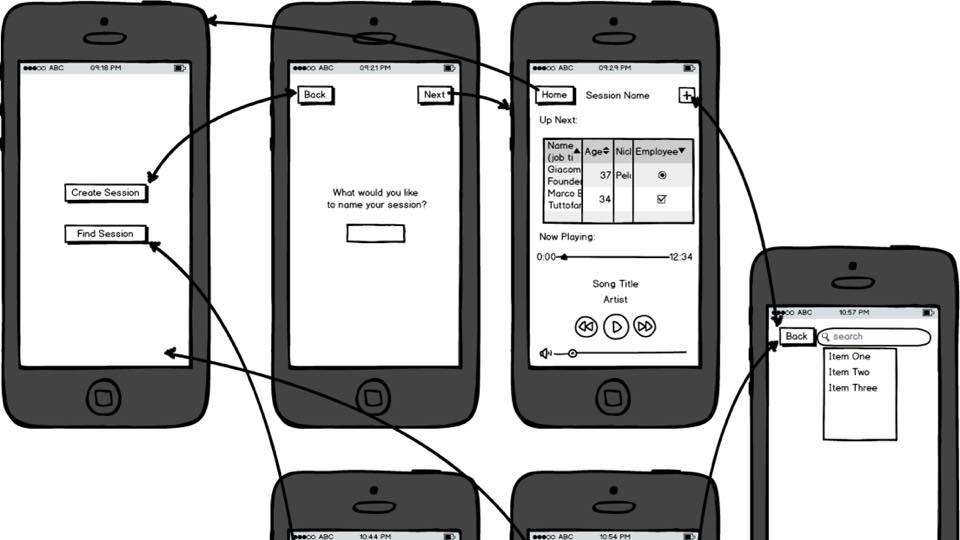 ABC 09:18 PM
Create Session
Find Session
ABC 09:21 PM
Back Next
What would you like
to name your session?
ABC 09:29 PM
Home Session Name +
Up Next:
Name
(job ti Age Nicl Employee
Giacom
Founder 37 Pelc
Marco B
Tuttofar 34
Now Playing:
0:00 12:34
Song Title
Artist
ABC 10:57 PM
Back search
Item One
Item Two
Item Three
ABC 10:44 PM
ABC 10:54 PM